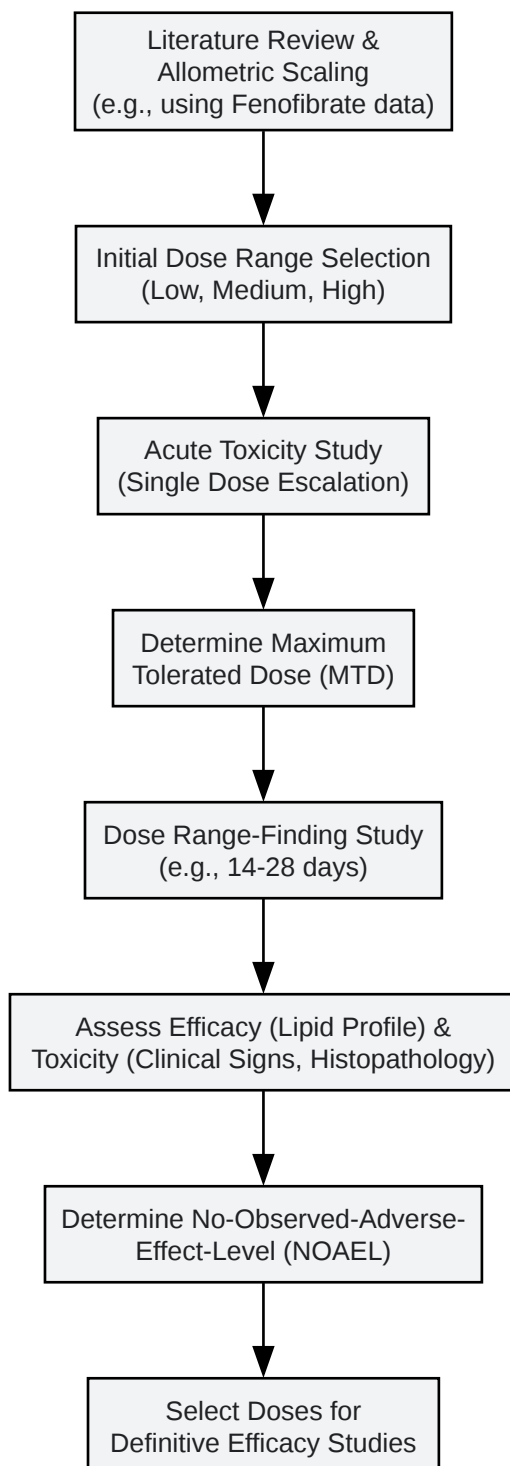 Literature Review &
Allometric Scaling
(e.g., using Fenofibrate data)
Initial Dose Range Selection
(Low, Medium, High)
Acute Toxicity Study
(Single Dose Escalation)
Determine Maximum
Tolerated Dose (MTD)
Dose Range-Finding Study
(e.g., 14-28 days)
Assess Efficacy (Lipid Profile) &
Toxicity (Clinical Signs, Histopathology)
Determine No-Observed-Adverse-
Effect-Level (NOAEL)
Select Doses for
Definitive Efficacy Studies